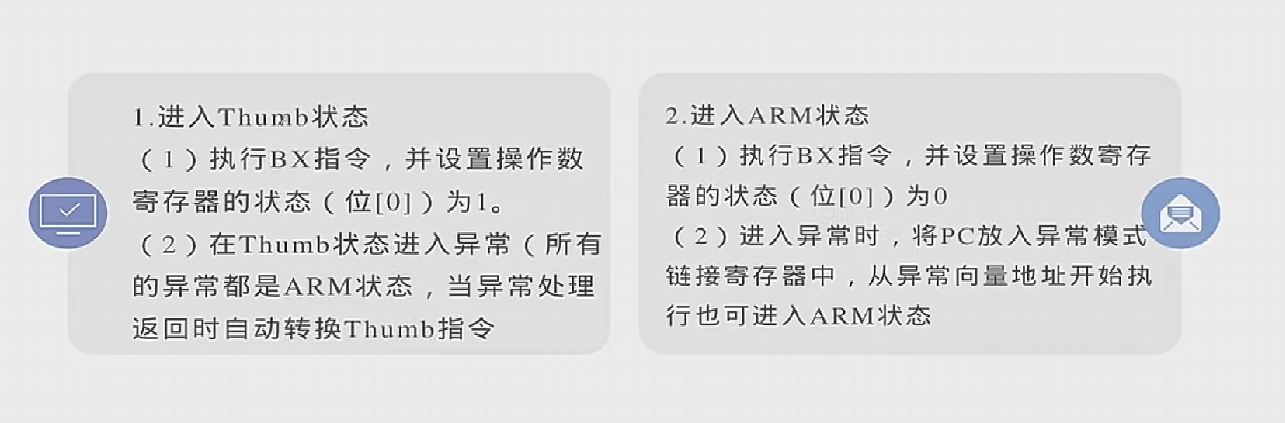 1.进入Thumb状态
（1）执行BX指令，并设置操作数
寄存器的状态（位[0]）为1。
（2）在Thumb状态进入异常（所有
的异常都是ARM状态，当异常处理
返回时自动转换Thumb指令
2.进入ARM状态
（1）执行BX指令，并设置操作数寄存
器的状态（位[0]）为0
（2）进入异常时，将PC放入异常模式
链接寄存器中，从异常向量地址开始执
行也可进入ARM状态